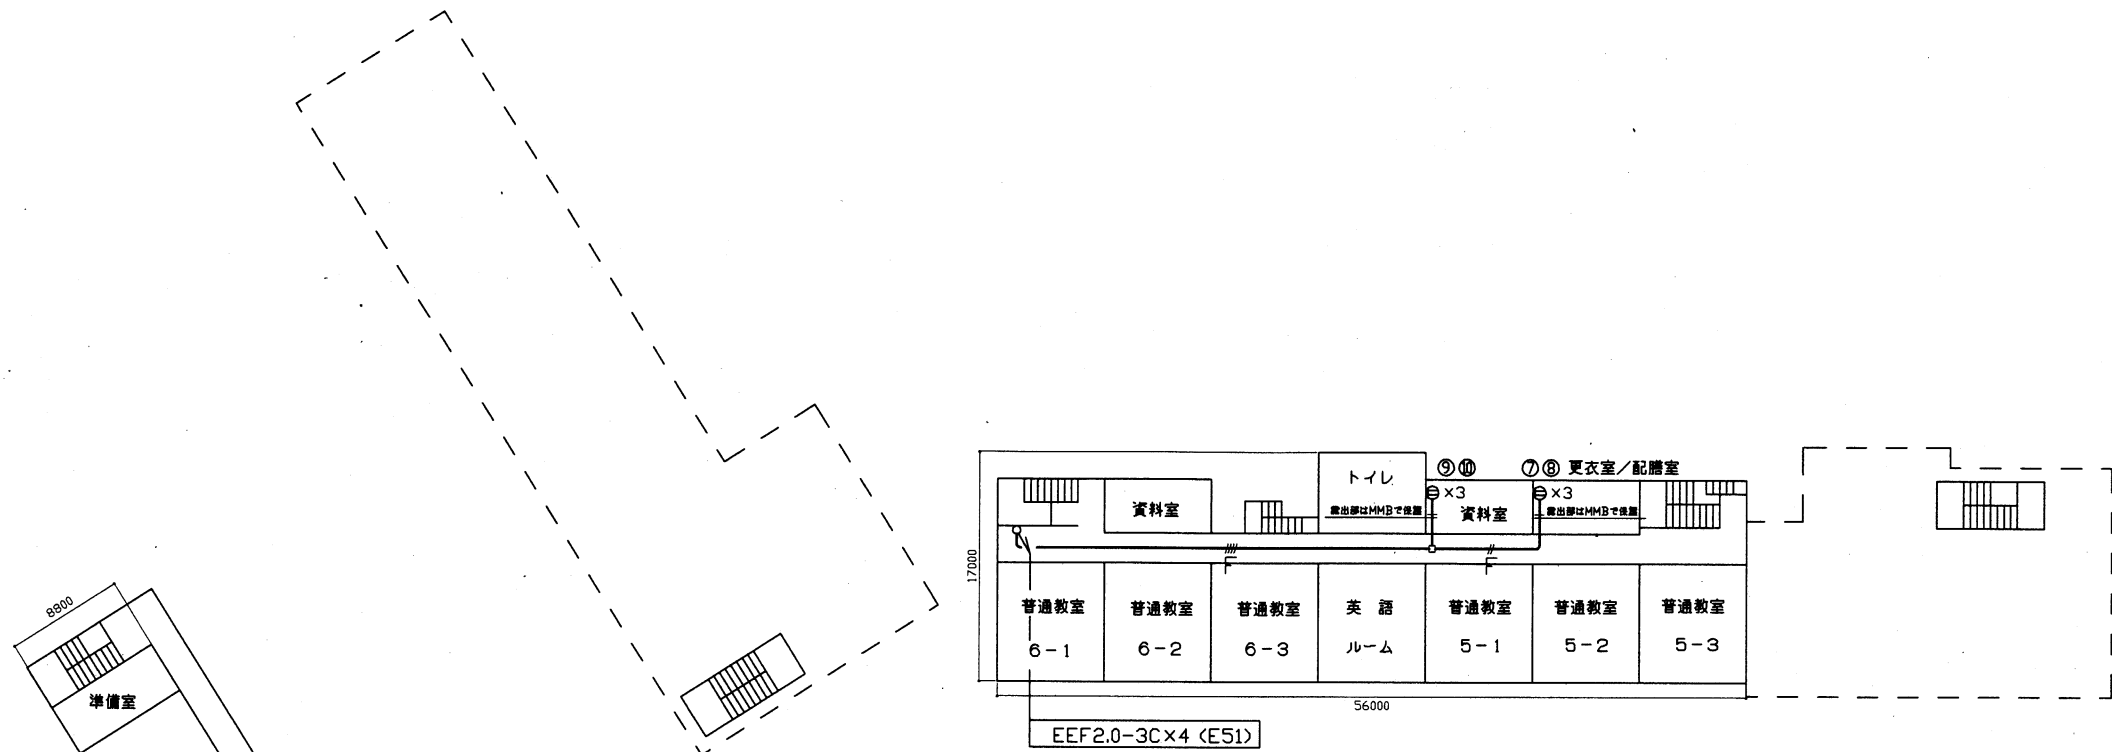 トイレ
⑨⑩
⑦⑧ 更衣室/配膳室
×3
×3
資料室
露出部はMMBで保護
資料室
露出部はMMBで保護
17000
8800
普通教室
6-1
普通教室
6-2
普通教室
6-3
英 語
ルーム
普通教室
5-1
普通教室
5-2
普通教室
5-3
準備室
56000
EEF2.0-3C×4 (E51)